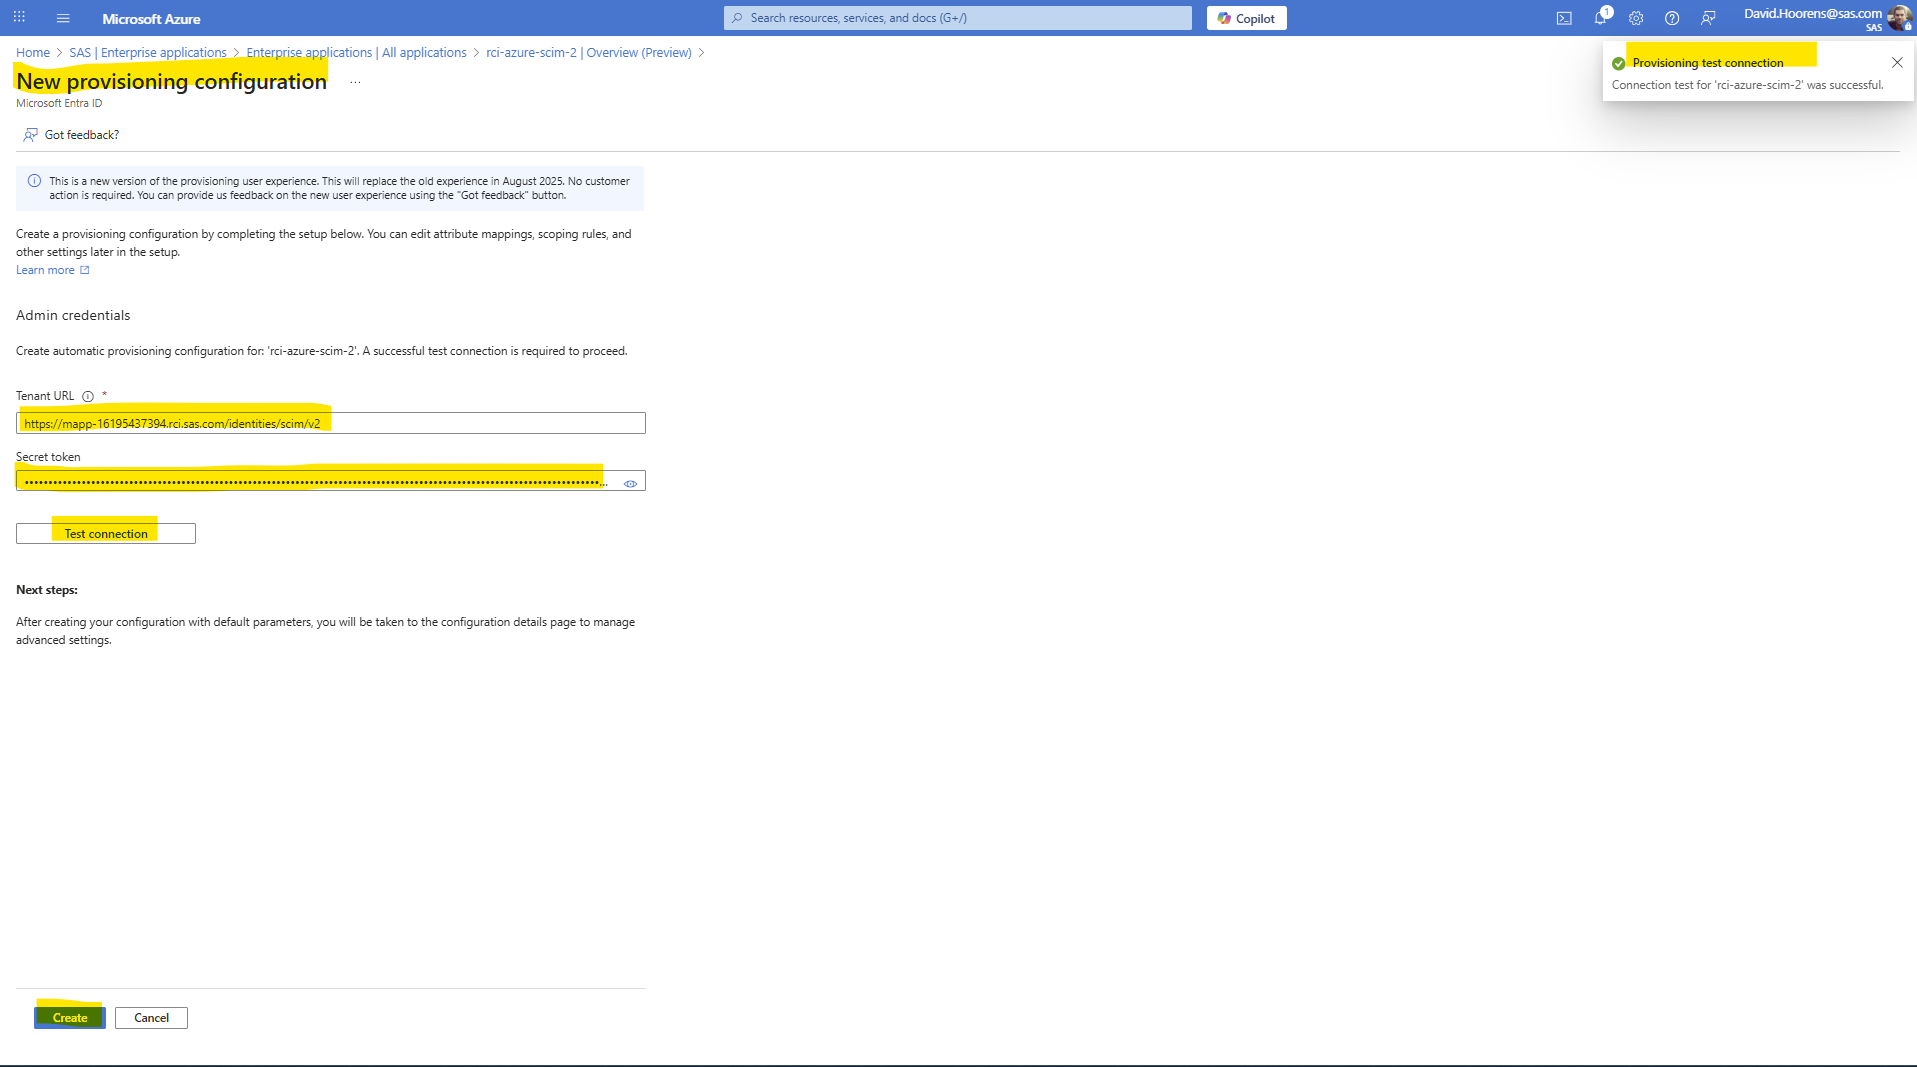 Microsoft Azure
Search resources, services, and docs (G+/)
Copilot
1
David.Hoorens@sas.com
SAS
Home > SAS | Enterprise applications > Enterprise applications | All applications > rci-azure-scim-2 | Overview (Preview) >
New provisioning configuration ...
Microsoft Entra ID
Provisioning test connection
Connection test for 'rci-azure-scim-2' was successful.
Got feedback?
This is a new version of the provisioning user experience. This will replace the old experience in August 2025. No customer
action is required. You can provide us feedback on the new user experience using the "Got feedback" button.
Create a provisioning configuration by completing the setup below. You can edit attribute mappings, scoping rules, and
other settings later in the setup.
Learn more
Admin credentials
Create automatic provisioning configuration for: 'rci-azure-scim-2'. A successful test connection is required to proceed.
Tenant URL *
https://mapp-16195437394.rci.sas.com/identities/scim/v2
Secret token
Test connection
Next steps:
After creating your configuration with default parameters, you will be taken to the configuration details page to manage
advanced settings.
Create
Cancel